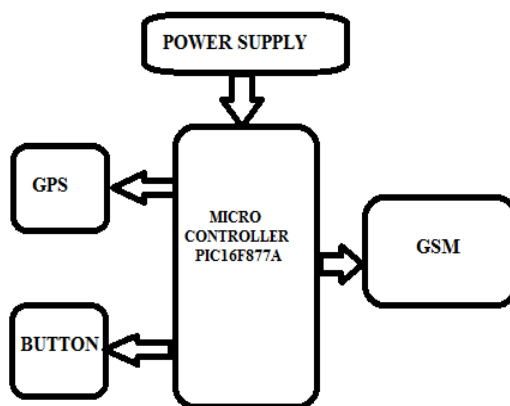 POWER SUPPLY
GPS
MICRO
CONTROLLER
PIC16F877A
GSM
BUTTON